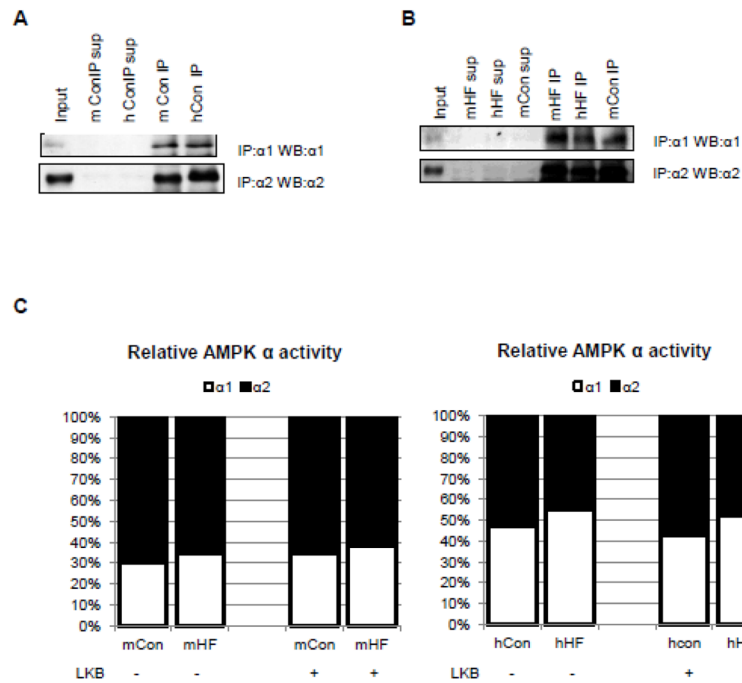 A
Input
m ConIP sup
h ConIP sup
m Con IP
hCon IP
IP:α1 WB:α1
IP:α2 WB:α2
B
Input
mHF sup
hHF sup
mCon sup
mHF IP
hHF IP
mCon IP
IP:α1 WB:α1
IP:α2 WB:α2
C
Relative AMPK α activity
α1 α2
100%
90%
80%
70%
60%
50%
40%
30%
20%
10%
0%
mCon mHF mCon mHF
LKB - - + +
Relative AMPK α activity
α1 α2
100%
90%
80%
70%
60%
50%
40%
30%
20%
10%
0%
hCon hHF hcon
LKB - - +